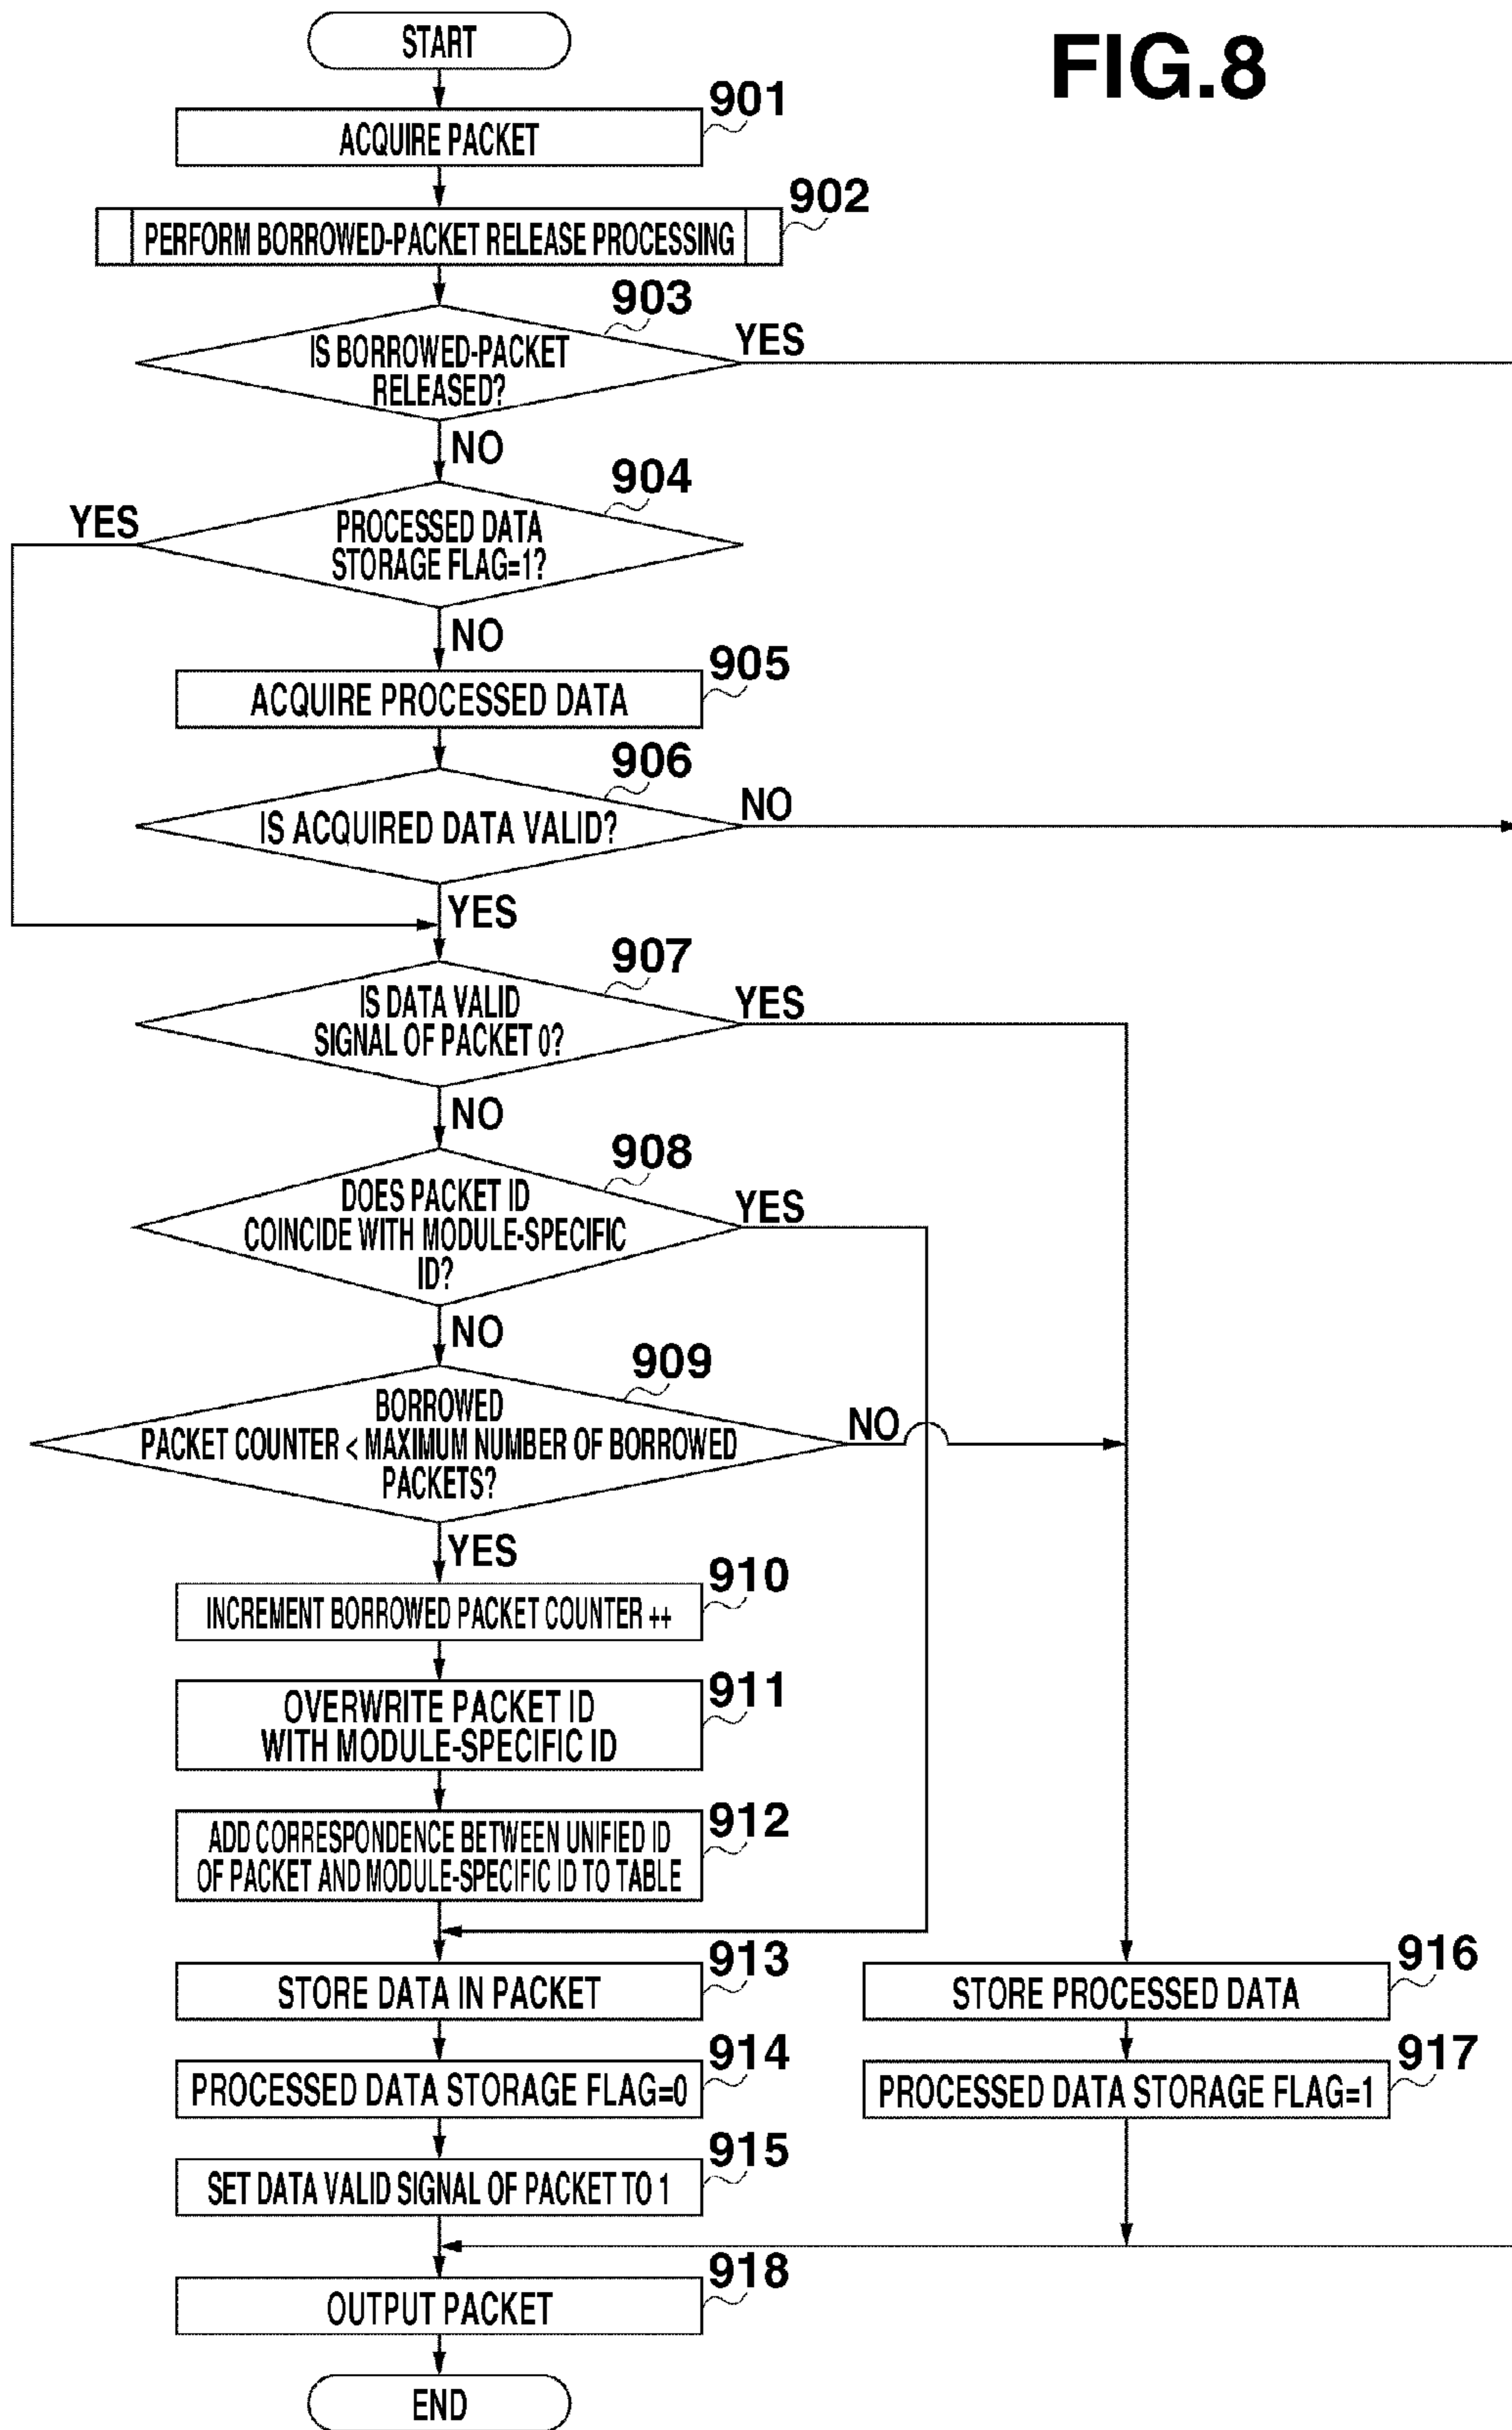 FIG.8
START
901
ACQUIRE PACKET
902
PERFORM BORROWED-PACKET RELEASE PROCESSING
903
IS BORROWED-PACKET
RELEASED?
YES
NO
904
PROCESSED DATA
STORAGE FLAG=1?
YES
NO
905
ACQUIRE PROCESSED DATA
906
IS ACQUIRED DATA VALID?
NO
YES
907
IS DATA VALID
SIGNAL OF PACKET 0?
YES
NO
908
DOES PACKET ID
COINCIDE WITH MODULE-SPECIFIC
ID?
YES
NO
909
BORROWED
PACKET COUNTER < MAXIMUM NUMBER OF BORROWED
PACKETS?
NO
YES
910
INCREMENT BORROWED PACKET COUNTER ++
911
OVERWRITE PACKET ID
WITH MODULE-SPECIFIC ID
912
ADD CORRESPONDENCE BETWEEN UNIFIED ID
OF PACKET AND MODULE-SPECIFIC ID TO TABLE
913
STORE DATA IN PACKET
914
PROCESSED DATA STORAGE FLAG=0
915
SET DATA VALID SIGNAL OF PACKET TO 1
916
STORE PROCESSED DATA
917
PROCESSED DATA STORAGE FLAG=1
918
OUTPUT PACKET
END